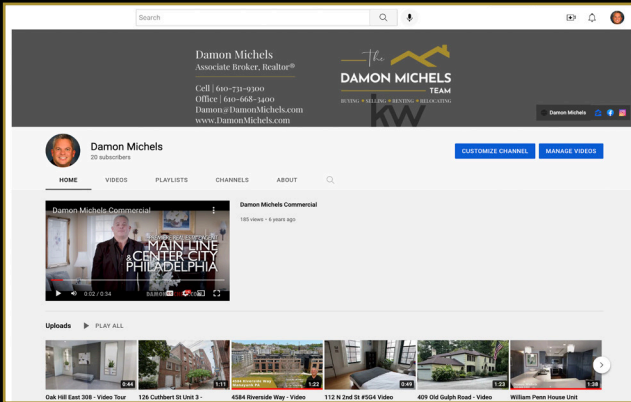 Search
Damon Michels
Associate Broker, Realtor®
Cell | 610-731-9300
Office | 610-668-3400
Damon@DamonMichels.com
www.DamonMichels.com
The
DAMON MICHELS
TEAM
BUYING • SELLING • RENTING • RELOCATING
kw
Damon Michels
Damon Michels
20 subscribers
CUSTOMIZE CHANNEL
MANAGE VIDEOS
HOME
VIDEOS
PLAYLISTS
CHANNELS
ABOUT
Damon Michels Commercial
MAIN LINE
& CENTER CITY
PHILADELPHIA
0:02 / 0:34
Damon Michels Commercial
185 views • 6 years ago
Uploads
PLAY ALL
0:44
1:11
1:22
0:49
1:23
1:38
Oak Hill East 308 - Video Tour
126 Cuthbert St Unit 3 -
4584 Riverside Way - Video
112 N 2nd St #5G4 Video
409 Old Gulph Road - Video
William Penn House Unit